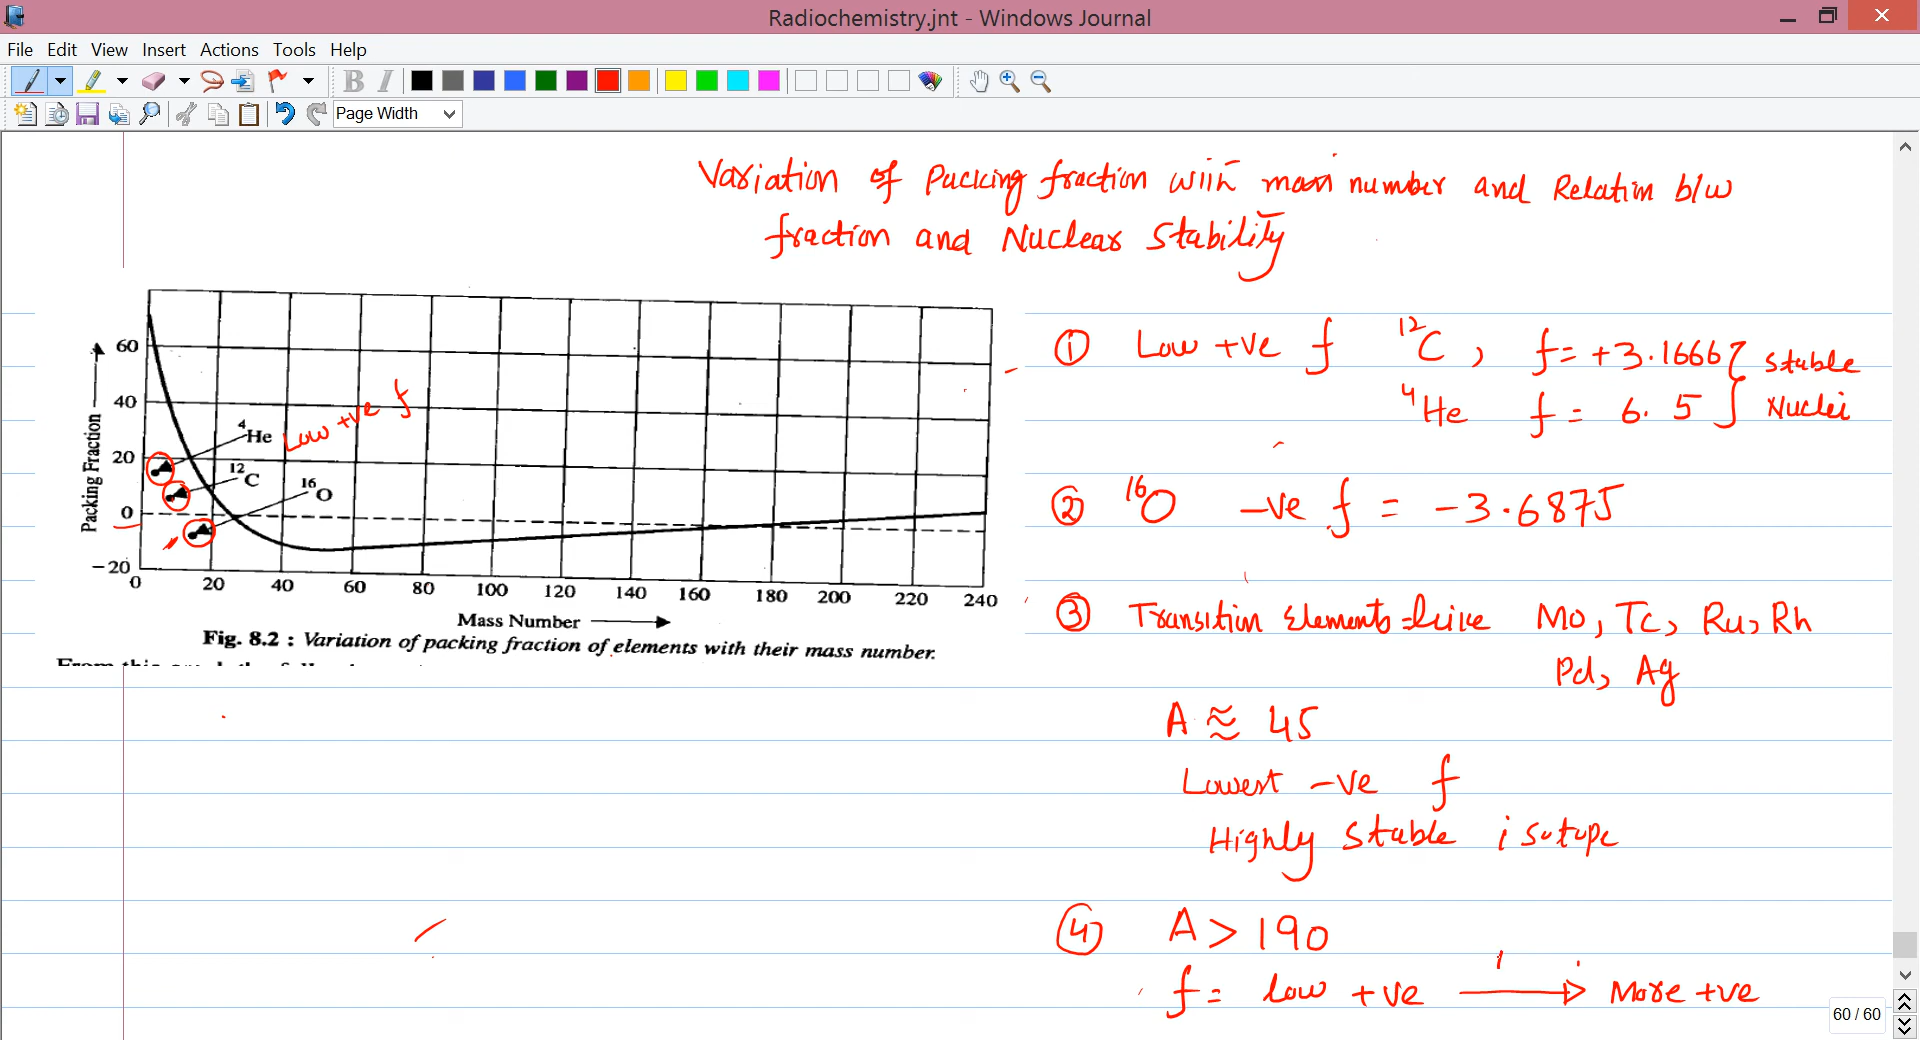 Radiochemistry.jnt - Windows Journal
File Edit View Insert Actions Tools Help
B I
Page Width
Variation of Packing fraction with mass number and Relation b/w
fraction and Nuclear Stability
60
40
20
0
-20
Packing Fraction
4He
Low +ve f
12C
16O
0 20 40 60 80 100 120 140 160 180 200 220 240
Mass Number
Fig. 8.2 : Variation of packing fraction of elements with their mass number.
① Low +ve f 12C , f = +3.1666 } Stable
4He f = 6.5 } Nuclei
② 16O -ve f = -3.6875
③ Transition Elements like Mo, Tc, Ru, Rh
Pd, Ag
A ≈ 45
Lowest -ve f
Highly Stable isotope
④ A > 190
f = low +ve → More +ve
60 / 60